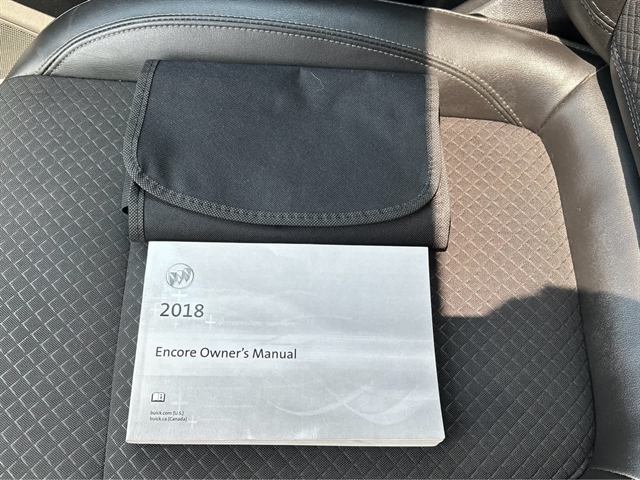 2018
Encore Owner's Manual
buick.com (U.S.)
buick.ca (Canada)